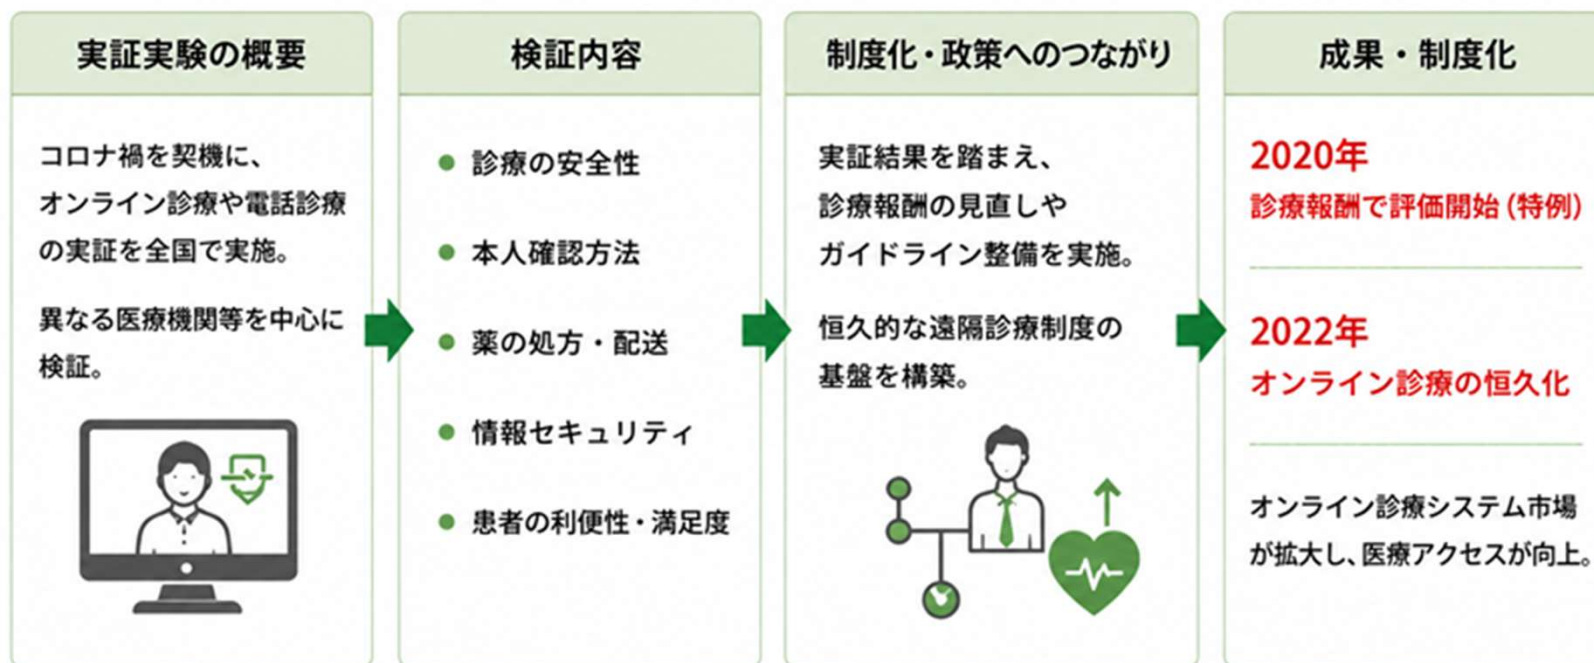 実証実験の概要
コロナ禍を契機に、
オンライン診療や電話診療
の実証を全国で実施。
異なる医療機関等を中心に
検証。
検証内容
診療の安全性
本人確認方法
薬の処方・配送
情報セキュリティ
患者の利便性・満足度
制度化・政策へのつながり
実証結果を踏まえ、
診療報酬の見直しや
ガイドライン整備を実施。
恒久的な遠隔診療制度の
基盤を構築。
成果・制度化
2020年
診療報酬で評価開始(特例)
2022年
オンライン診療の恒久化
オンライン診療システム市場
が拡大し、医療アクセスが向上。